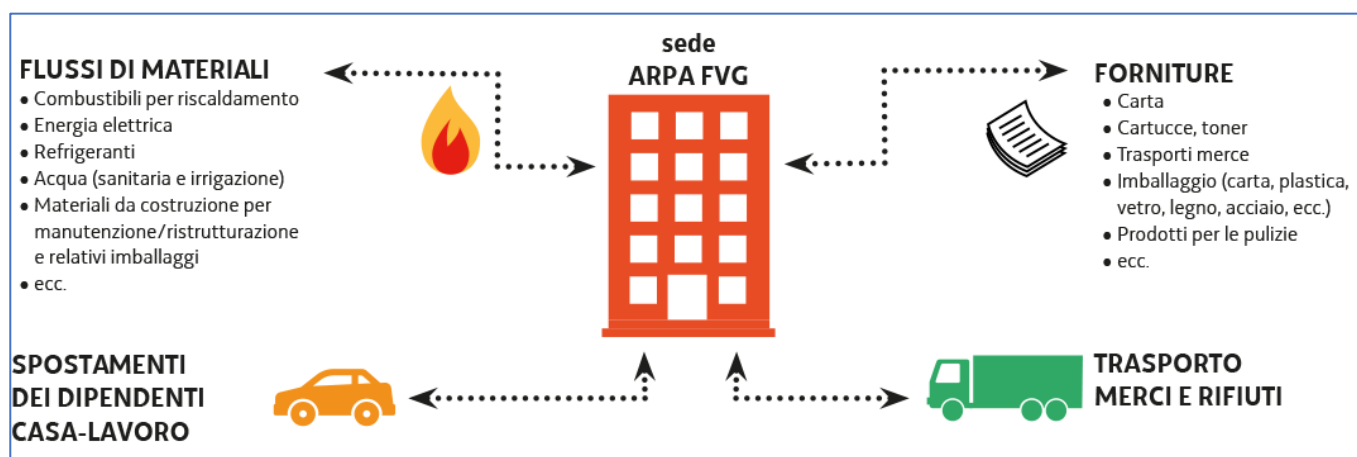 sede
ARPA FVG
FLUSSI DI MATERIALI
• Combustibili per riscaldamento
• Energia elettrica
• Refrigeranti
• Acqua (sanitaria e irrigazione)
• Materiali da costruzione per
manutenzione/ristrutturazione
e relativi imballaggi
• ecc.
FORNITURE
• Carta
• Cartucce, toner
• Trasporti merce
• Imballaggio (carta, plastica,
vetro, legno, acciaio, ecc.)
• Prodotti per le pulizie
• ecc.
SPOSTAMENTI
DEI DIPENDENTI
CASA-LAVORO
TRASPORTO
MERCI E RIFIUTI